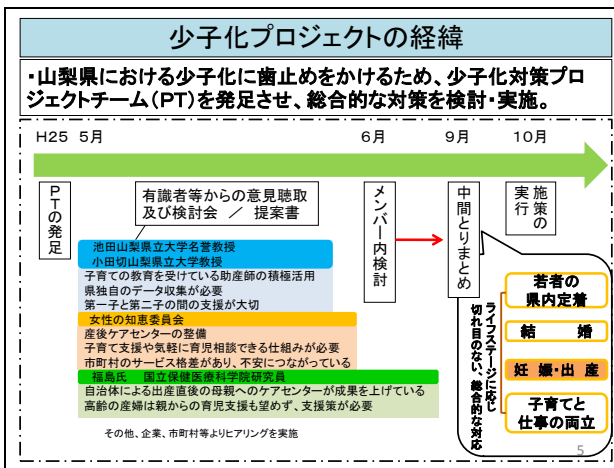 少子化プロジェクトの経緯
・山梨県における少子化に歯止めをかけるため、少子化対策プロ
ジェクトチーム（ＰＴ）を発足させ、総合的な対策を検討・実施。
Ｈ２５ ５月
６月
９月
１０月
ＰＴの発足
有識者等からの意見聴取
及び検討会 ／ 提案書
池田山梨県立大学名誉教授
小田切山梨県立大学教授
子育ての教育を受けている助産師の積極活用
県独自のデータ収集が必要
第一子と第二子の間の支援が大切
女性の知恵委員会
産後ケアセンターの整備
子育て支援や気軽に育児相談できる仕組みが必要
市町村のサービス格差があり、不安につながっている
福島氏 国立保健医療科学院研究員
自治体による出産直後の母親へのケアセンターが成果を上げている
高齢の産婦は親からの育児支援も望めず、支援策が必要
その他、企業、市町村等よりヒアリングを実施
メンバー内検討
中間とりまとめ
施策の
実行
ライフステージに応じ
切れ目のない、総合的な対応
若者の
県内定着
結 婚
妊 娠・出 産
子育てと
仕事の両立
5